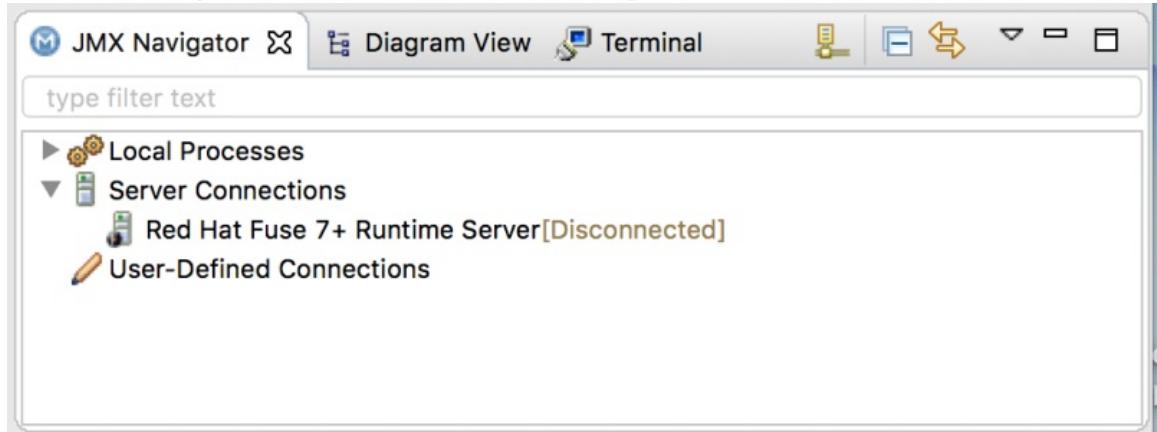 JMX Navigator Diagram View Terminal
type filter text
Local Processes
Server Connections
Red Hat Fuse 7+ Runtime Server[Disconnected]
User-Defined Connections